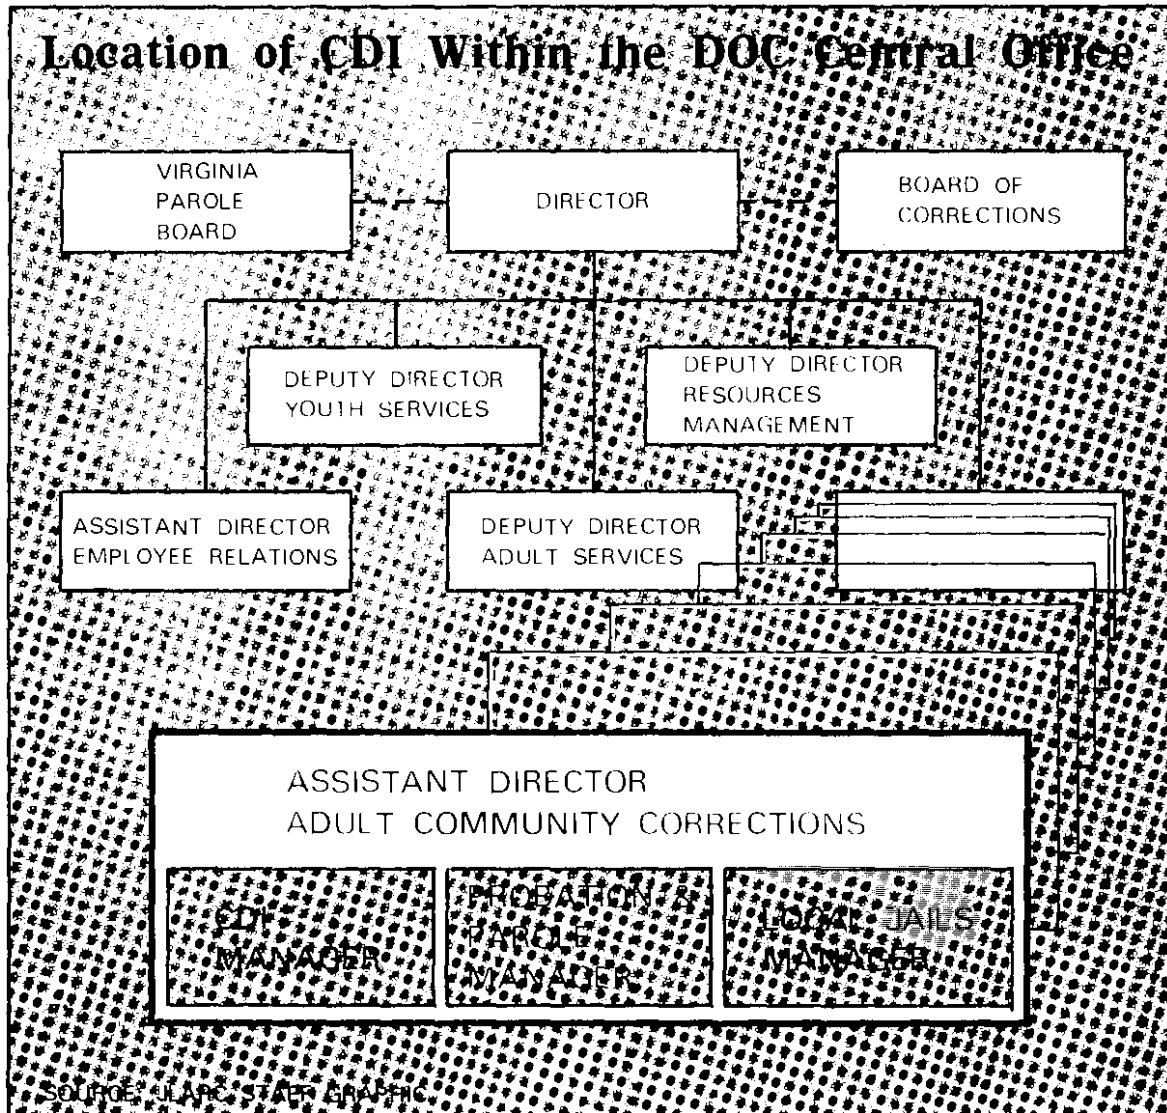 Location of CDI Within the DOC Central Office
VIRGINIA
PAROLE
BOARD
DIRECTOR
BOARD OF
CORRECTIONS
DEPUTY DIRECTOR
YOUTH SERVICES
DEPUTY DIRECTOR
RESOURCES
MANAGEMENT
ASSISTANT DIRECTOR
EMPLOYEE RELATIONS
DEPUTY DIRECTOR
ADULT SERVICES
ASSISTANT DIRECTOR
ADULT COMMUNITY CORRECTIONS
CDI
MANAGER
PROBATION &
PAROLE
MANAGER
LOCAL JAILS
MANAGER
SOURCE: JLARC STAFF GRAPHIC